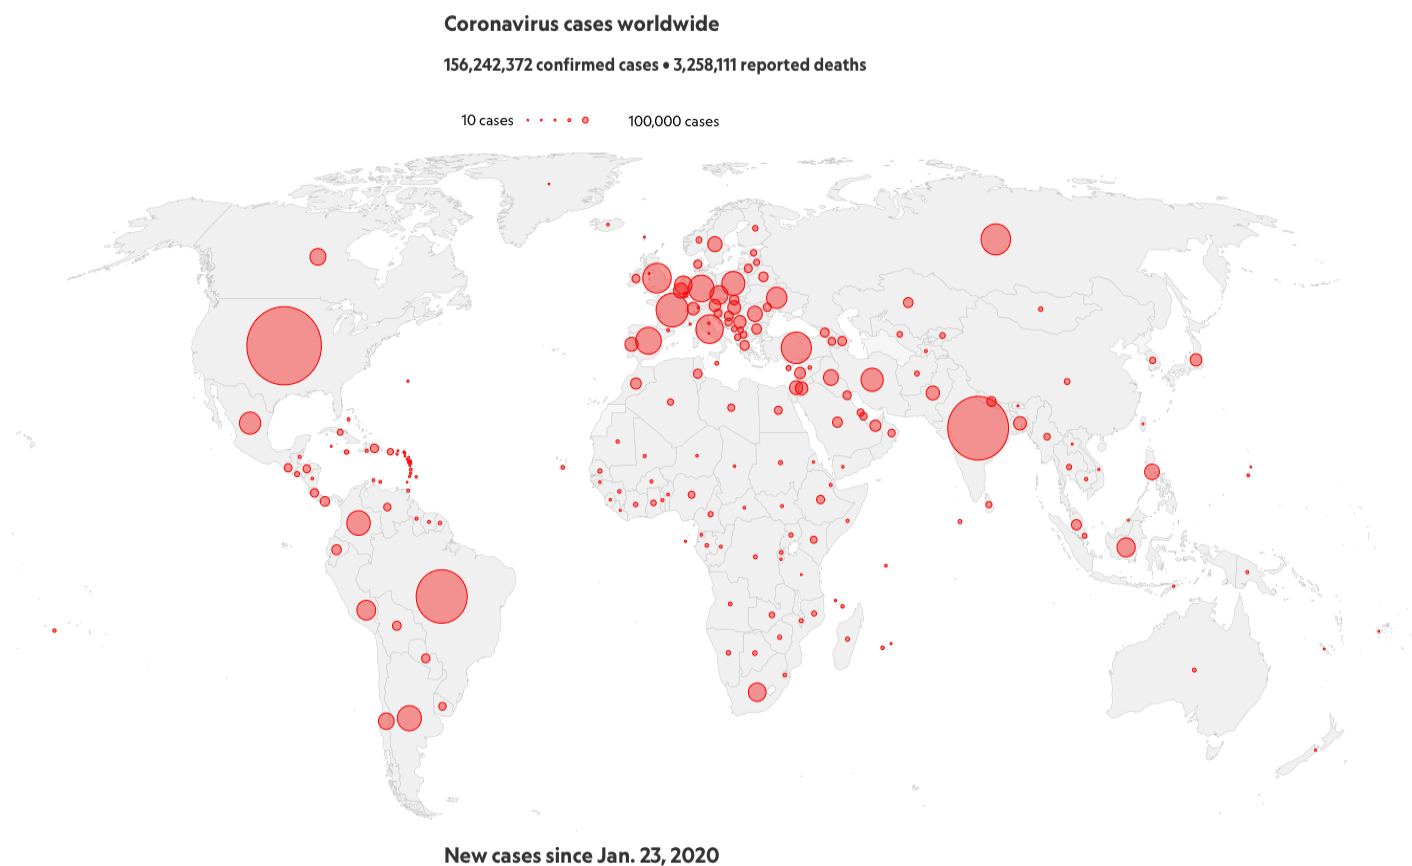 Coronavirus cases worldwide
156,242,372 confirmed cases • 3,258,111 reported deaths
10 cases 100,000 cases
New cases since Jan. 23, 2020